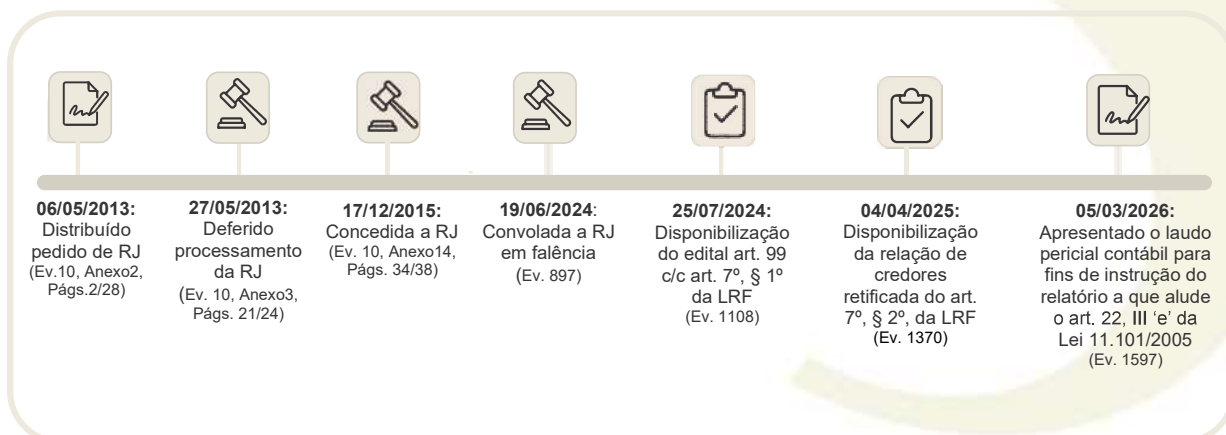 06/05/2013:
Distribuído
pedido de RJ
(Ev.10, Anexo2,
Págs.2/28)
27/05/2013:
Deferido
processamento
da RJ
(Ev. 10, Anexo3,
Págs. 21/24)
17/12/2015:
Concedida a RJ
(Ev. 10, Anexo14,
Págs. 34/38)
19/06/2024:
Convolada a RJ
em falência
(Ev. 897)
25/07/2024:
Disponibilização
do edital art. 99
c/c art. 7º, § 1º
da LRF
(Ev. 1108)
04/04/2025:
Disponibilização
da relação de
credores
retificada do art.
7º, § 2º, da LRF
(Ev. 1370)
05/03/2026:
Apresentado o laudo
pericial contábil para
fins de instrução do
relatório a que alude
o art. 22, III ‘e’ da
Lei 11.101/2005
(Ev. 1597)